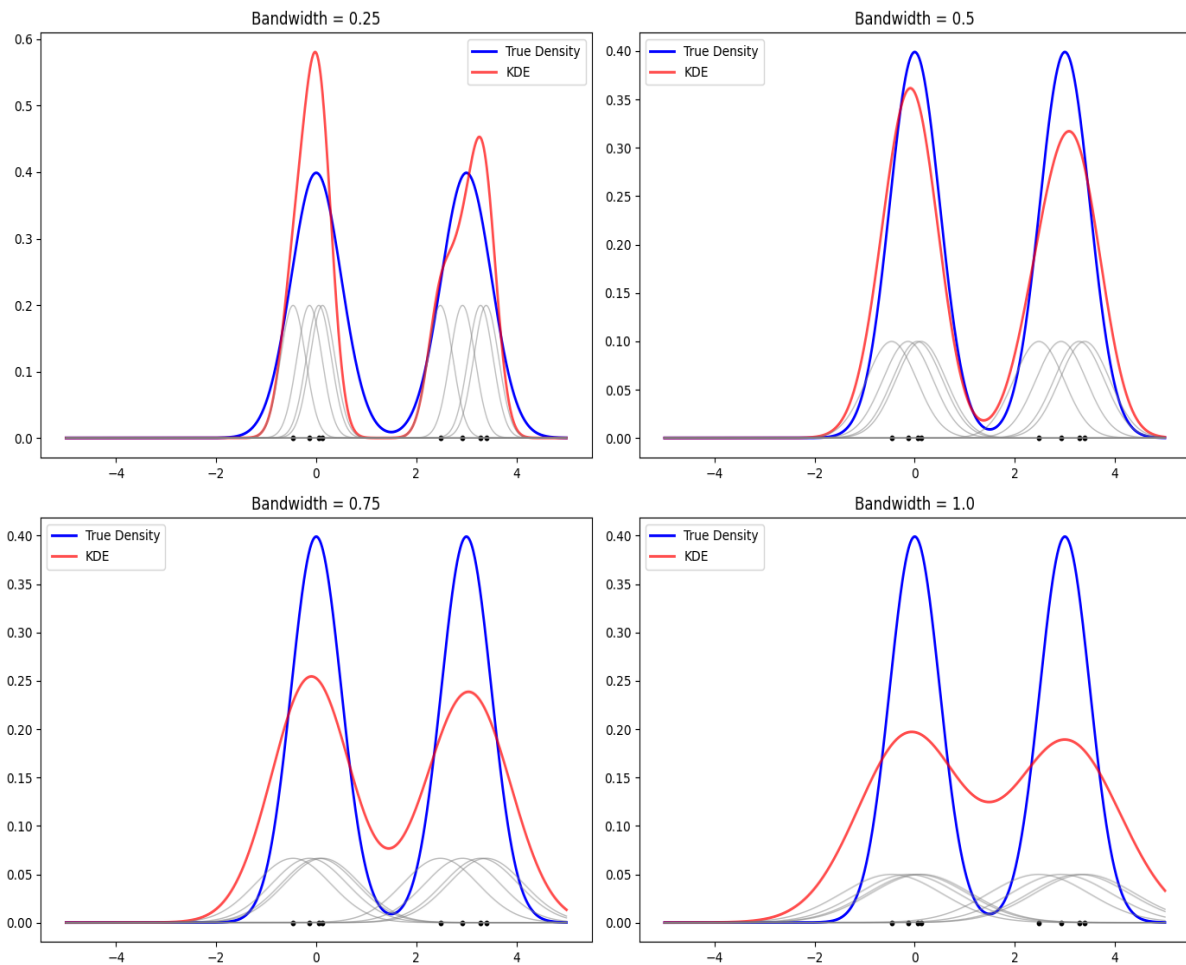 Bandwidth = 0.25
True Density
KDE
0.6
0.5
0.4
0.3
0.2
0.1
0.0
−4 −2 0 2 4
Bandwidth = 0.5
True Density
KDE
0.40
0.35
0.30
0.25
0.20
0.15
0.10
0.05
0.00
−4 −2 0 2 4
Bandwidth = 0.75
True Density
KDE
0.40
0.35
0.30
0.25
0.20
0.15
0.10
0.05
0.00
−4 −2 0 2 4
Bandwidth = 1.0
True Density
KDE
0.40
0.35
0.30
0.25
0.20
0.15
0.10
0.05
0.00
−4 −2 0 2 4